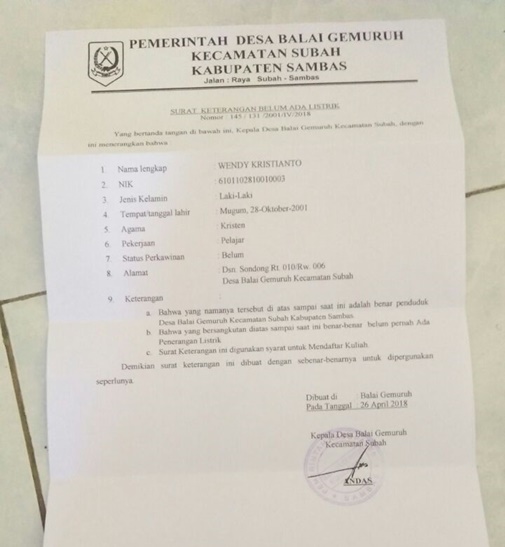 PEMERINTAH DESA BALAI GEMURUH
KECAMATAN SUBAH
KABUPATEN SAMBAS
Jalan : Raya Subah - Sambas
SURAT KETERANGAN BELUM ADA LISTRIK
Nomor : 145 / 131 /2001/IV/2018
Yang bertanda tangan di bawah ini, Kepala Desa Balai Gemuruh Kecamatan Subah, dengan
ini menerangkan bahwa
1. Nama lengkap : WENDY KRISTIANTO
2. NIK : 6101102810010003
3. Jenis Kelamin : Laki-Laki
4. Tempat/tanggal lahir : Mugum, 28-Oktober-2001
5. Agama : Kristen
6. Pekerjaan : Pelajar
7. Status Perkawinan : Belum
8. Alamat : Dsn. Sondong Rt. 010/Rw. 006
Desa Balai Gemuruh Kecamatan Subah
9. Keterangan :
a. Bahwa yang namanya tersebut di atas sampai saat ini adalah benar penduduk
Desa Balai Gemuruh Kecamatan Subah Kabupaten Sambas
b. Bahwa yang bersangkutan diatas sampai saat ini benar-benar belum pernah Ada
Penerangan Listrik
c. Surat Keterangan ini digunakan syarat untuk Mendaftar Kuliah
Demikian surat keterangan ini dibuat dengan sebenar-benarnya untuk dipergunakan
seperlunya.
Dibuat di : Balai Gemuruh
Pada Tanggal : 26 April 2018
Kepala Desa Balai Gemuruh
Kecamatan Subah
ANDAS